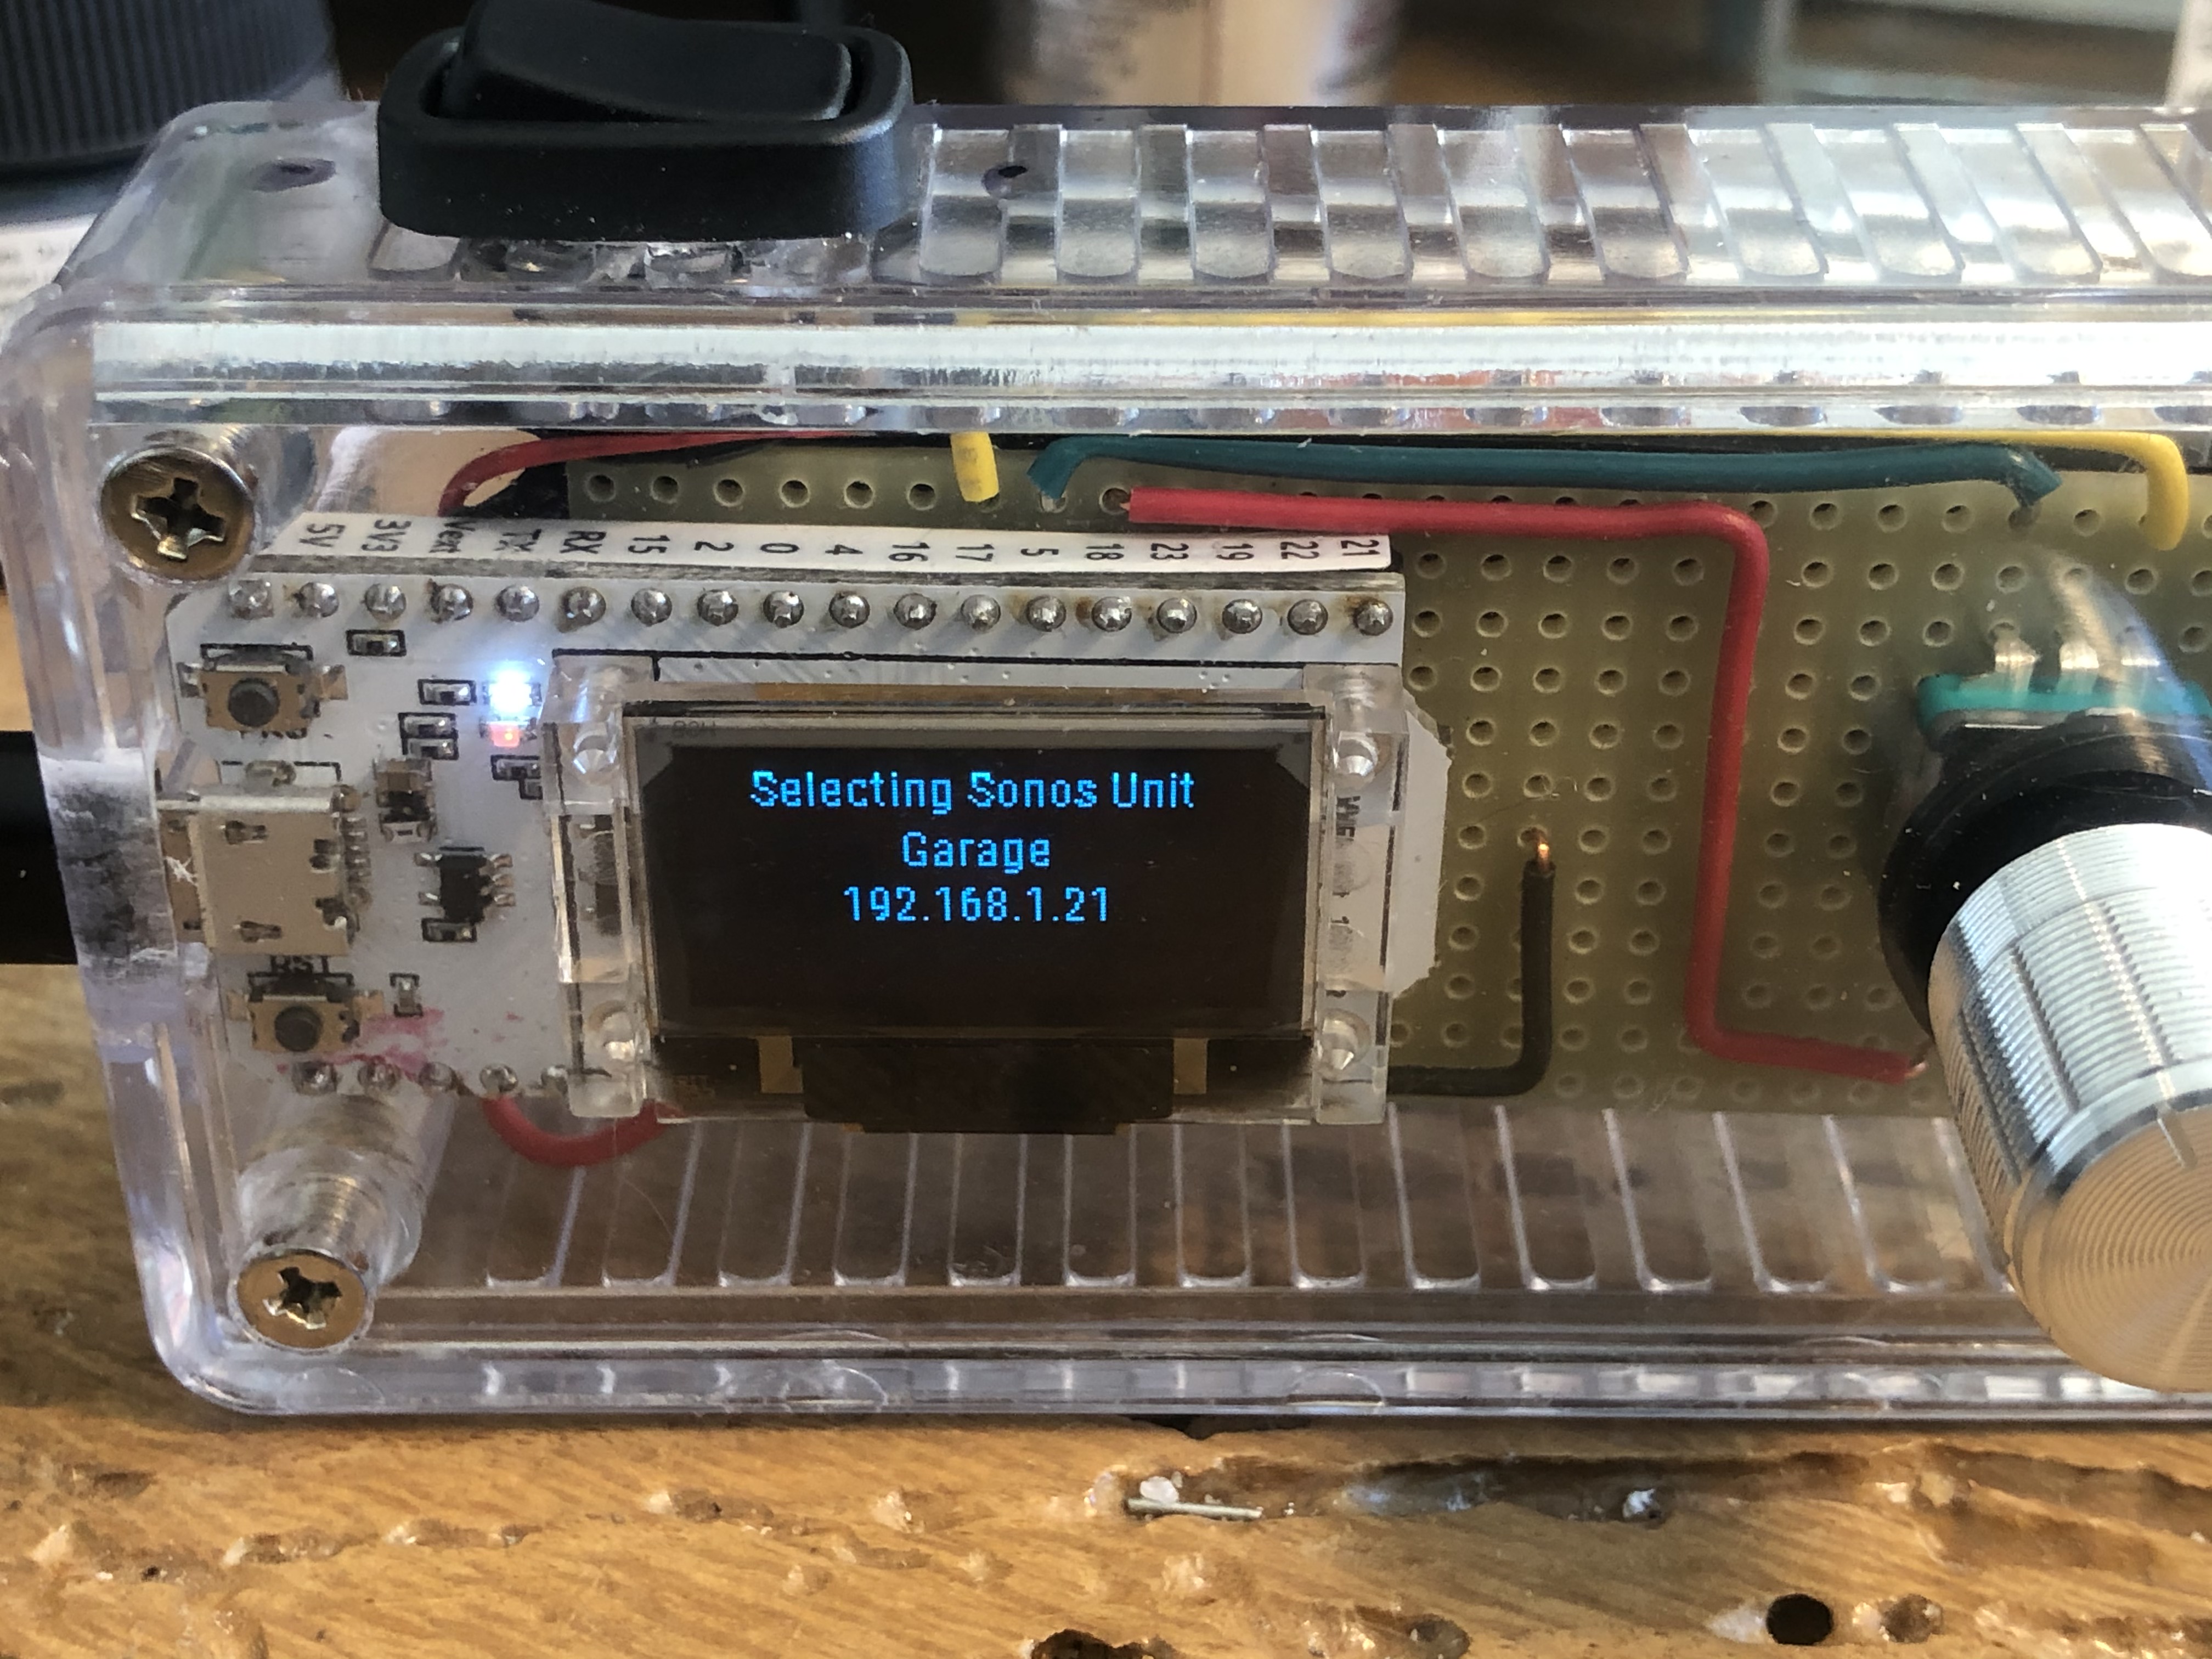 5V 3V3 Vext TX RX 15 2 0 4 16 17 5 18 23 19 22 21
Selecting Sonos Unit
Garage
192.168.1.21
RST